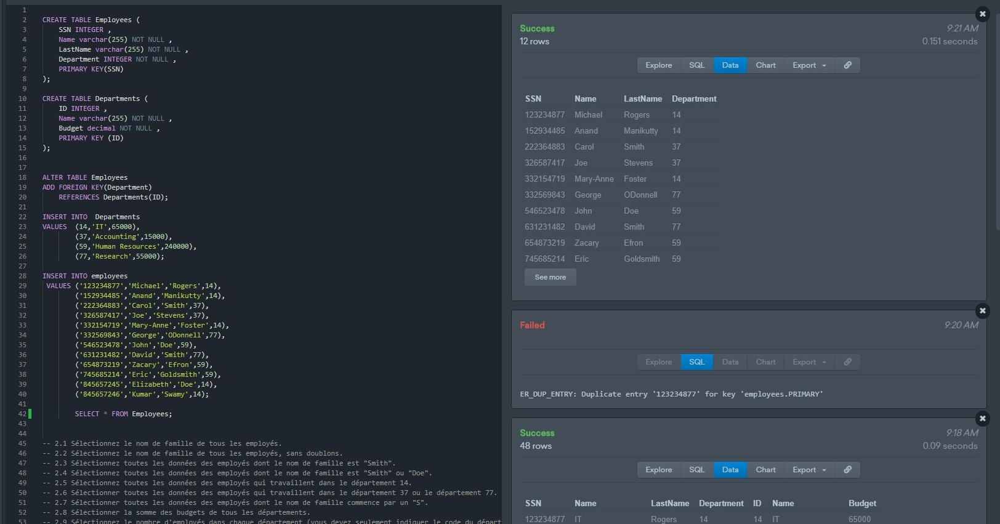 1
2 CREATE TABLE Employees (
3 SSN INTEGER ,
4 Name varchar(255) NOT NULL ,
5 LastName varchar(255) NOT NULL ,
6 Department INTEGER NOT NULL ,
7 PRIMARY KEY(SSN)
8 );
9
10 CREATE TABLE Departments (
11 ID INTEGER ,
12 Name varchar(255) NOT NULL ,
13 Budget decimal NOT NULL ,
14 PRIMARY KEY (ID)
15 );
16
17
18 ALTER TABLE Employees
19 ADD FOREIGN KEY(Department)
20 REFERENCES Departments(ID);
21
22 INSERT INTO  Departments
23 VALUES  (14,'IT',65000),
24 (37,'Accounting',15000),
25 (59,'Human Resources',240000),
26 (77,'Research',55000);
27
28 INSERT INTO employees
29 VALUES ('123234877','Michael','Rogers',14),
30 ('152934485','Anand','Manikutty',14),
31 ('222364883','Carol','Smith',37),
32 ('326587417','Joe','Stevens',37),
33 ('332154719','Mary-Anne','Foster',14),
34 ('332569843','George','ODonnell',77),
35 ('546523478','John','Doe',59),
36 ('631231482','David','Smith',77),
37 ('654873219','Zacary','Efron',59),
38 ('745685214','Eric','Goldsmith',59),
39 ('845657245','Elizabeth','Doe',14),
40 ('845657246','Kumar','Swamy',14);
41
42 SELECT * FROM Employees;
43
44
45 -- 2.1 Sélectionnez le nom de famille de tous les employés.
46 -- 2.2 Sélectionnez le nom de famille de tous les employés, sans doublons.
47 -- 2.3 Sélectionnez toutes les données des employés dont le nom de famille est "Smith".
48 -- 2.4 Sélectionnez toutes les données des employés dont le nom de famille est "Smith" ou "Doe".
49 -- 2.5 Sélectionnez toutes les données des employés qui travaillent dans le département 14.
50 -- 2.6 Sélectionner toutes les données des employés qui travaillent dans le département 37 ou le département 77.
51 -- 2.7 Sélectionner toutes les données des employés dont le nom de famille commence par un "S".
52 -- 2.8 Sélectionner la somme des budgets de tous les départements.
53 -- 2.9 Sélectionnez le nombre d'employés dans chaque département (vous devez seulement indiquer le code du départ
Success 9:21 AM
12 rows 0.151 seconds
Explore SQL Data Chart Export
SSN Name LastName Department
123234877 Michael Rogers 14
152934485 Anand Manikutty 14
222364883 Carol Smith 37
326587417 Joe Stevens 37
332154719 Mary-Anne Foster 14
332569843 George ODonnell 77
546523478 John Doe 59
631231482 David Smith 77
654873219 Zacary Efron 59
745685214 Eric Goldsmith 59
See more
Failed 9:20 AM
Explore SQL Data Chart Export
ER_DUP_ENTRY: Duplicate entry '123234877' for key 'employees.PRIMARY'
Success 9:18 AM
48 rows 0.09 seconds
Explore SQL Data Chart Export
SSN Name LastName Department ID Name Budget
123234877 IT Rogers 14 14 IT 65000